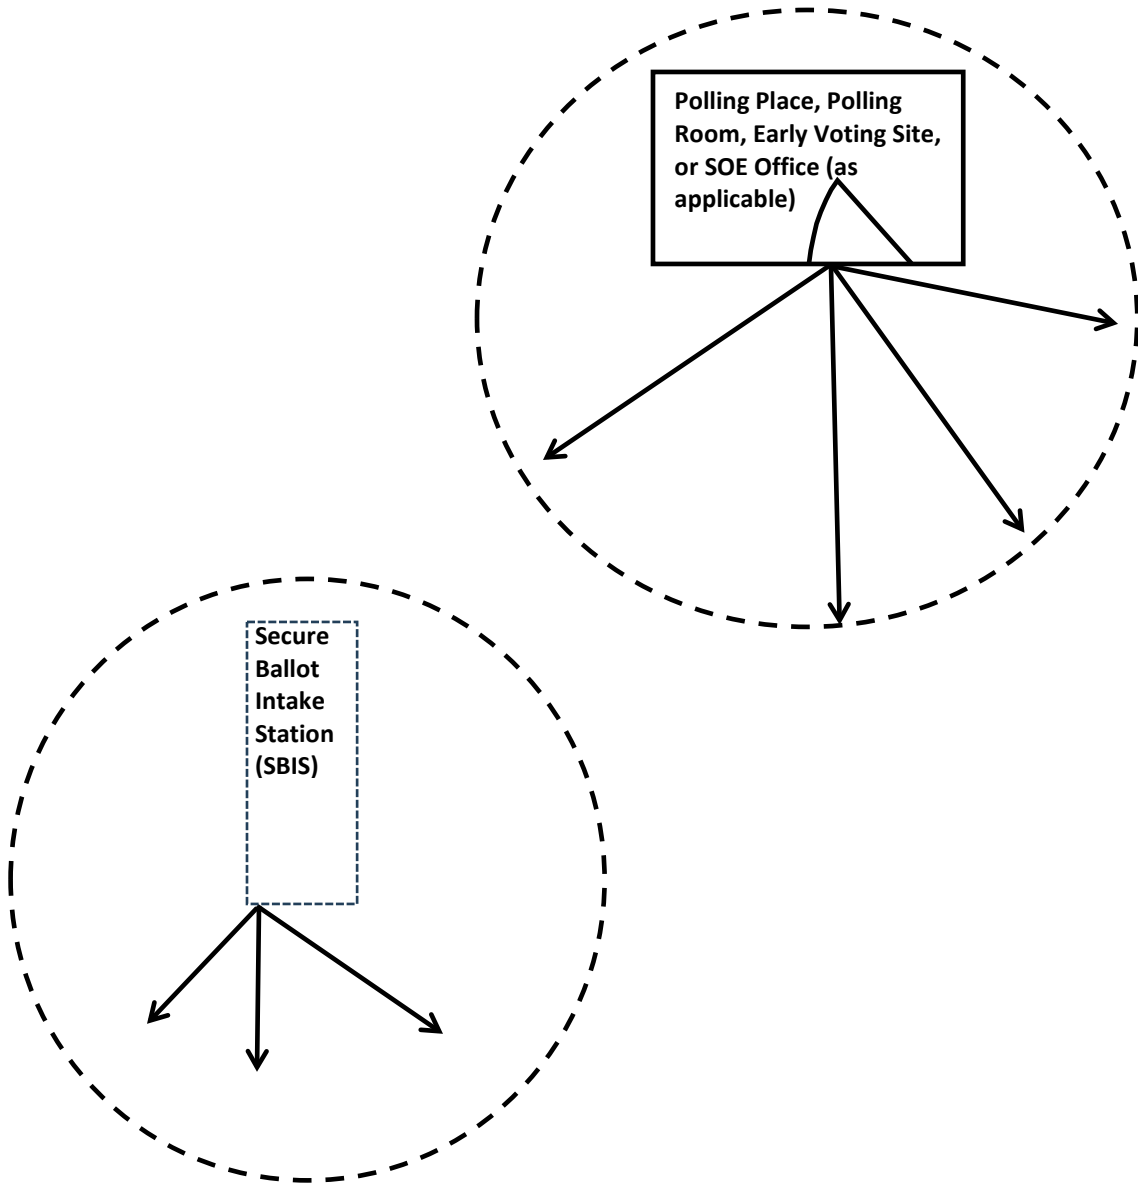 Polling Place, Polling
Room, Early Voting Site,
or SOE Office (as
applicable)
Secure
Ballot
Intake
Station
(SBIS)